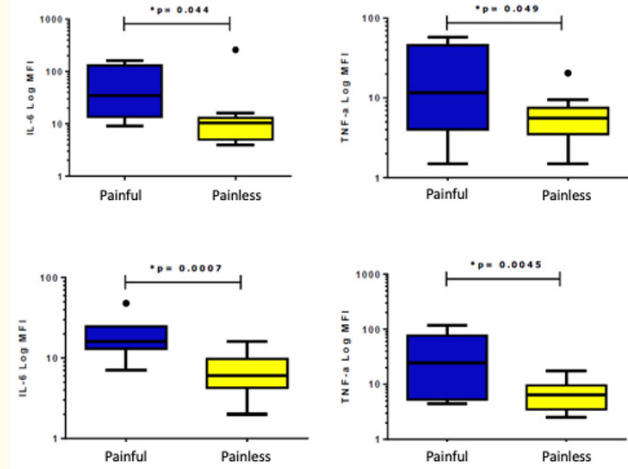 *p= 0.044
IL-6 Log MFI
1000
100
10
1
Painful Painless
*p= 0.049
TNF-a Log MFI
100
10
1
Painful Painless
*p= 0.0007
IL-6 Log MFI
100
10
1
Painful Painless
*p= 0.0045
TNF-a Log MFI
1000
100
10
1
Painful Painless